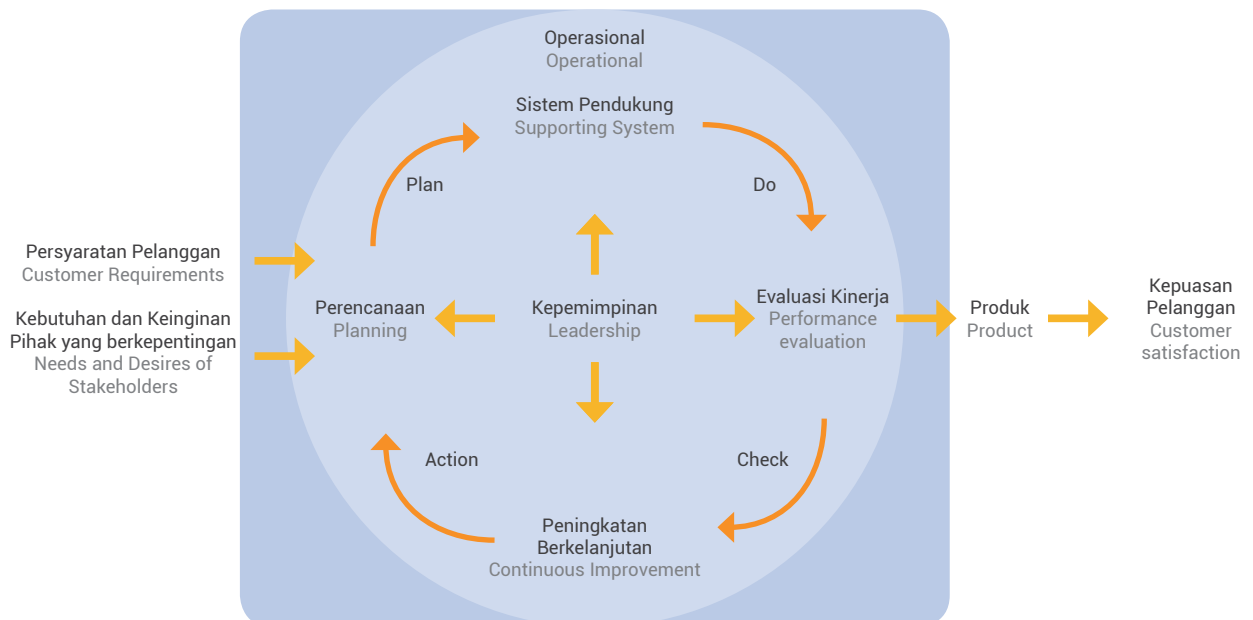 Operasional
Operational
Sistem Pendukung
Supporting System
Plan
Do
Persyaratan Pelanggan
Customer Requirements
Kebutuhan dan Keinginan
Pihak yang berkepentingan
Needs and Desires of
Stakeholders
Perencanaan
Planning
Kepemimpinan
Leadership
Evaluasi Kinerja
Performance
evaluation
Produk
Product
Kepuasan
Pelanggan
Customer
satisfaction
Action
Check
Peningkatan
Berkelanjutan
Continuous Improvement